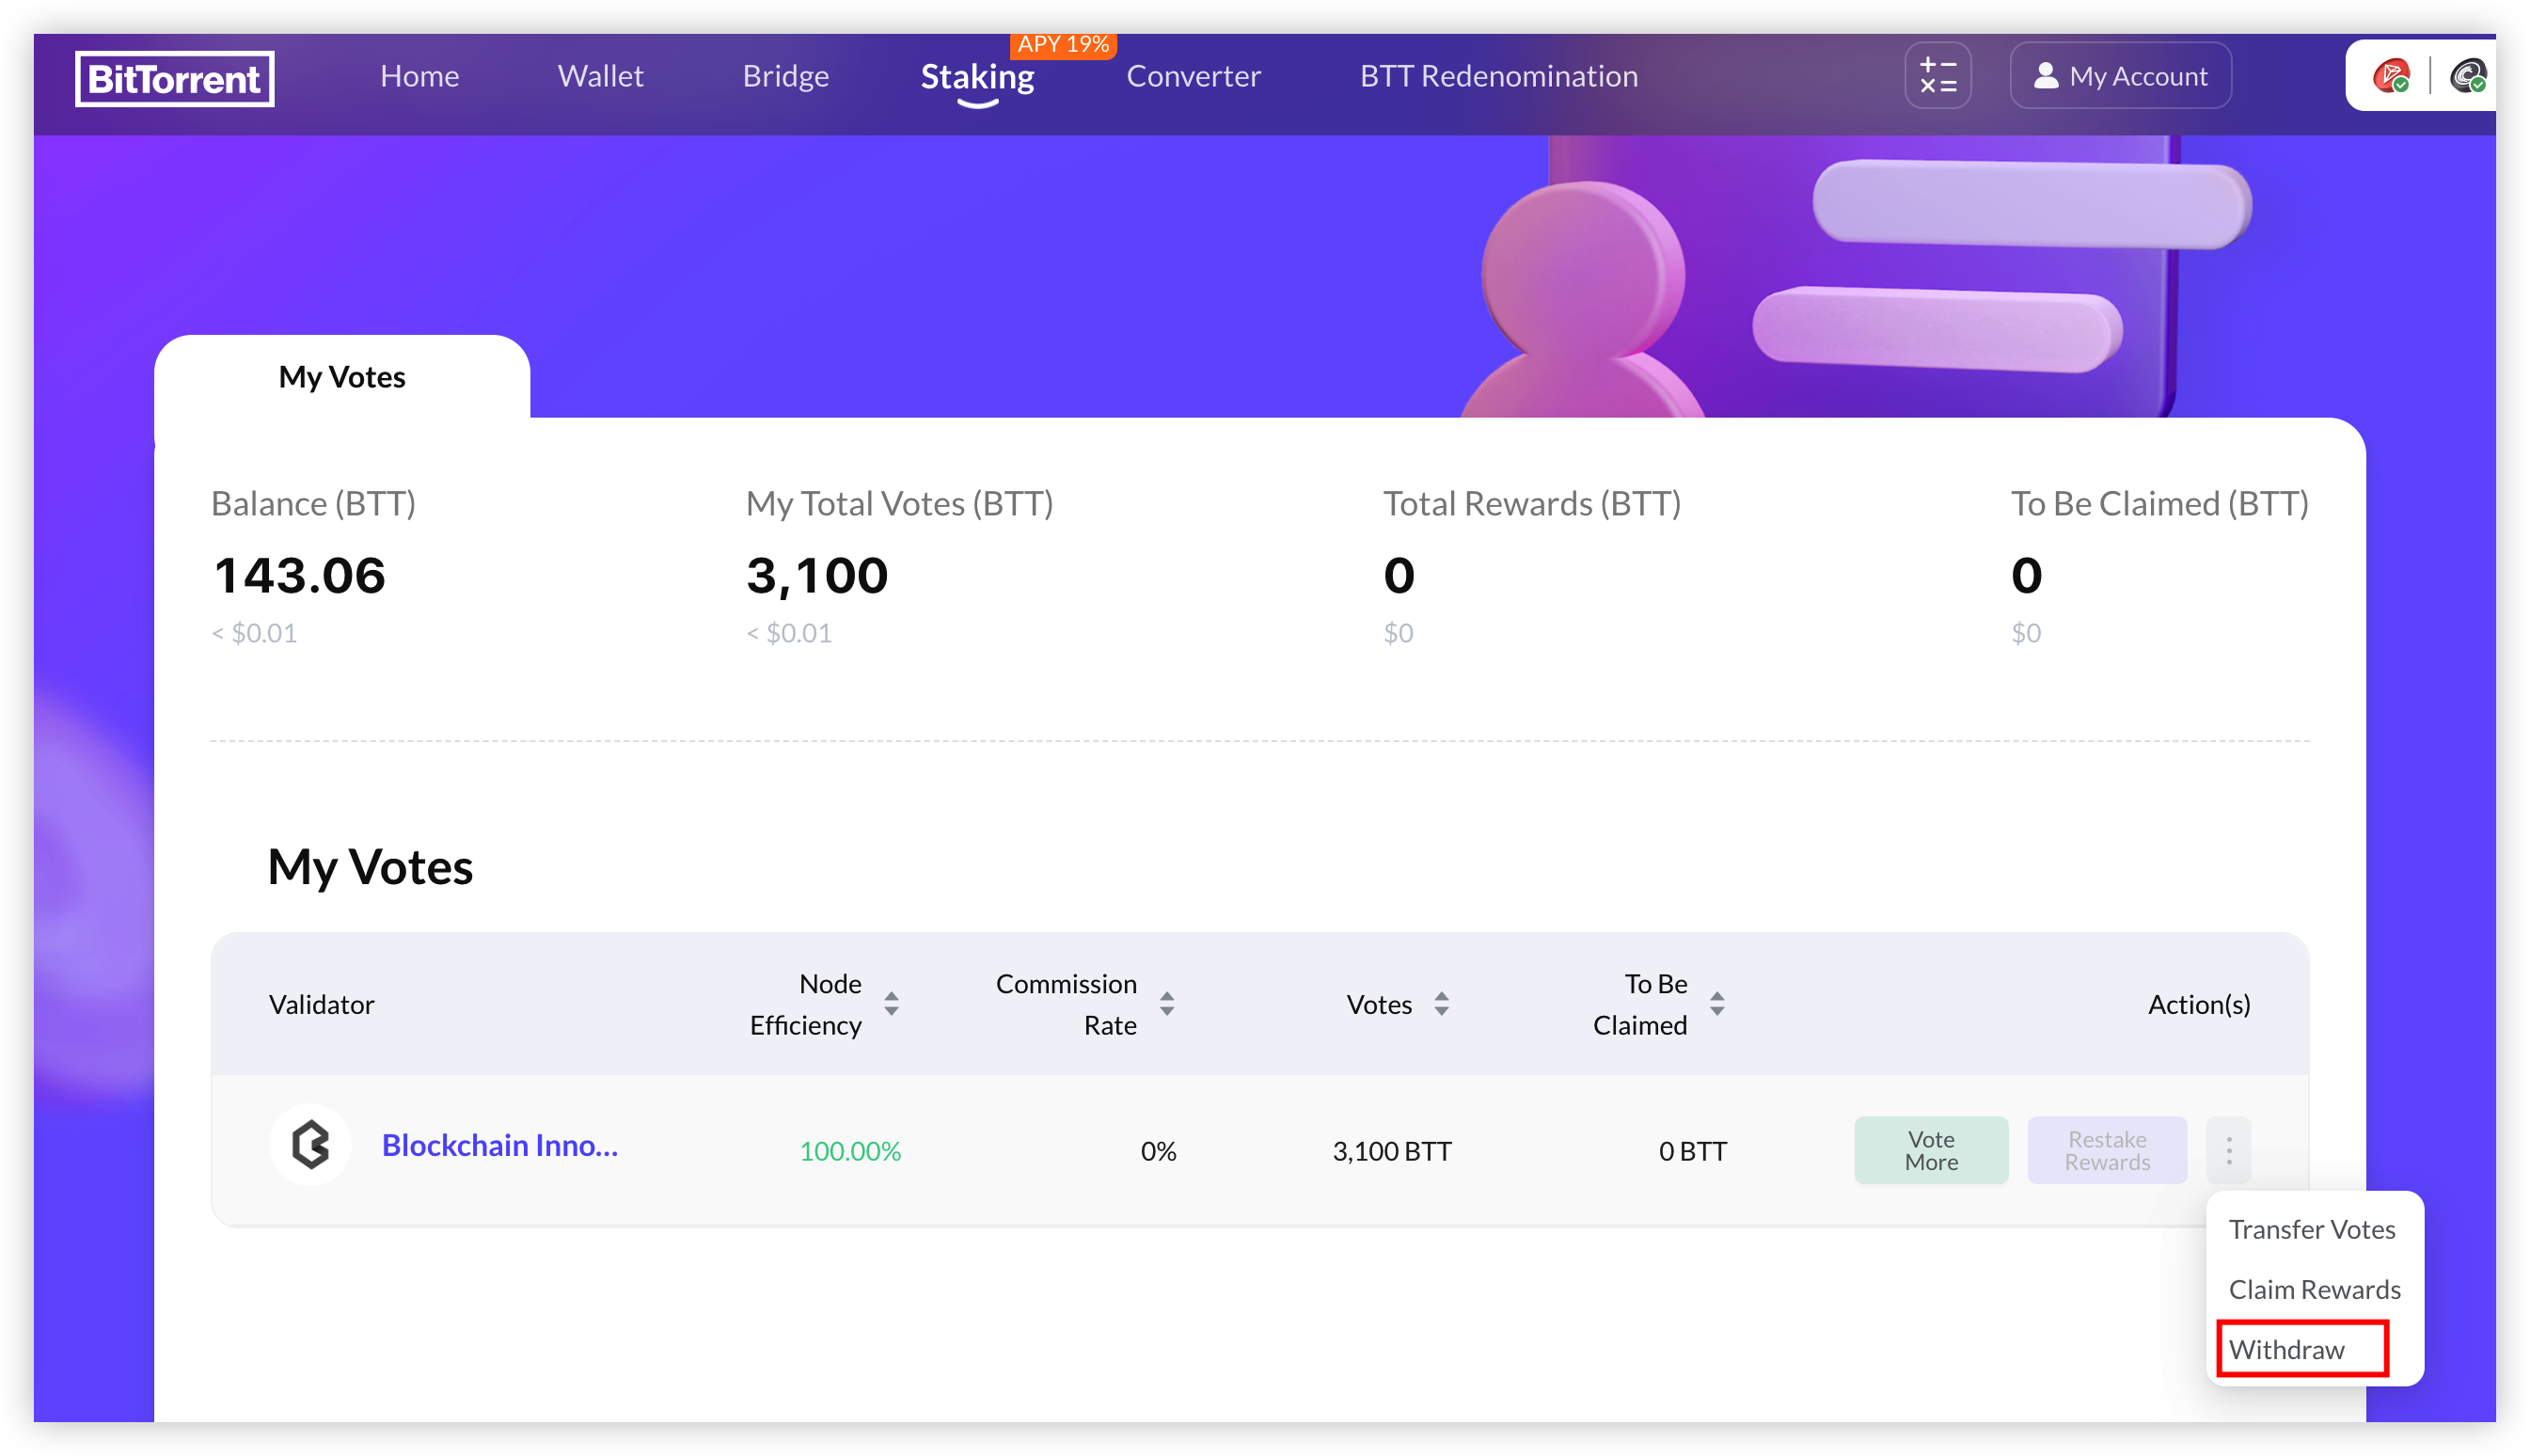 APY 19%
BitTorrent
Home
Wallet
Bridge
Staking
Converter
BTT Redenomination
My Account
My Votes
Balance (BTT)
My Total Votes (BTT)
Total Rewards (BTT)
To Be Claimed (BTT)
143.06
3,100
0
0
< $0.01
< $0.01
$0
$0
My Votes
Validator
Node
Efficiency
Commission
Rate
Votes
To Be
Claimed
Action(s)
Blockchain Inno...
100.00%
0%
3,100 BTT
0 BTT
Vote
More
Restake
Rewards
Transfer Votes
Claim Rewards
Withdraw